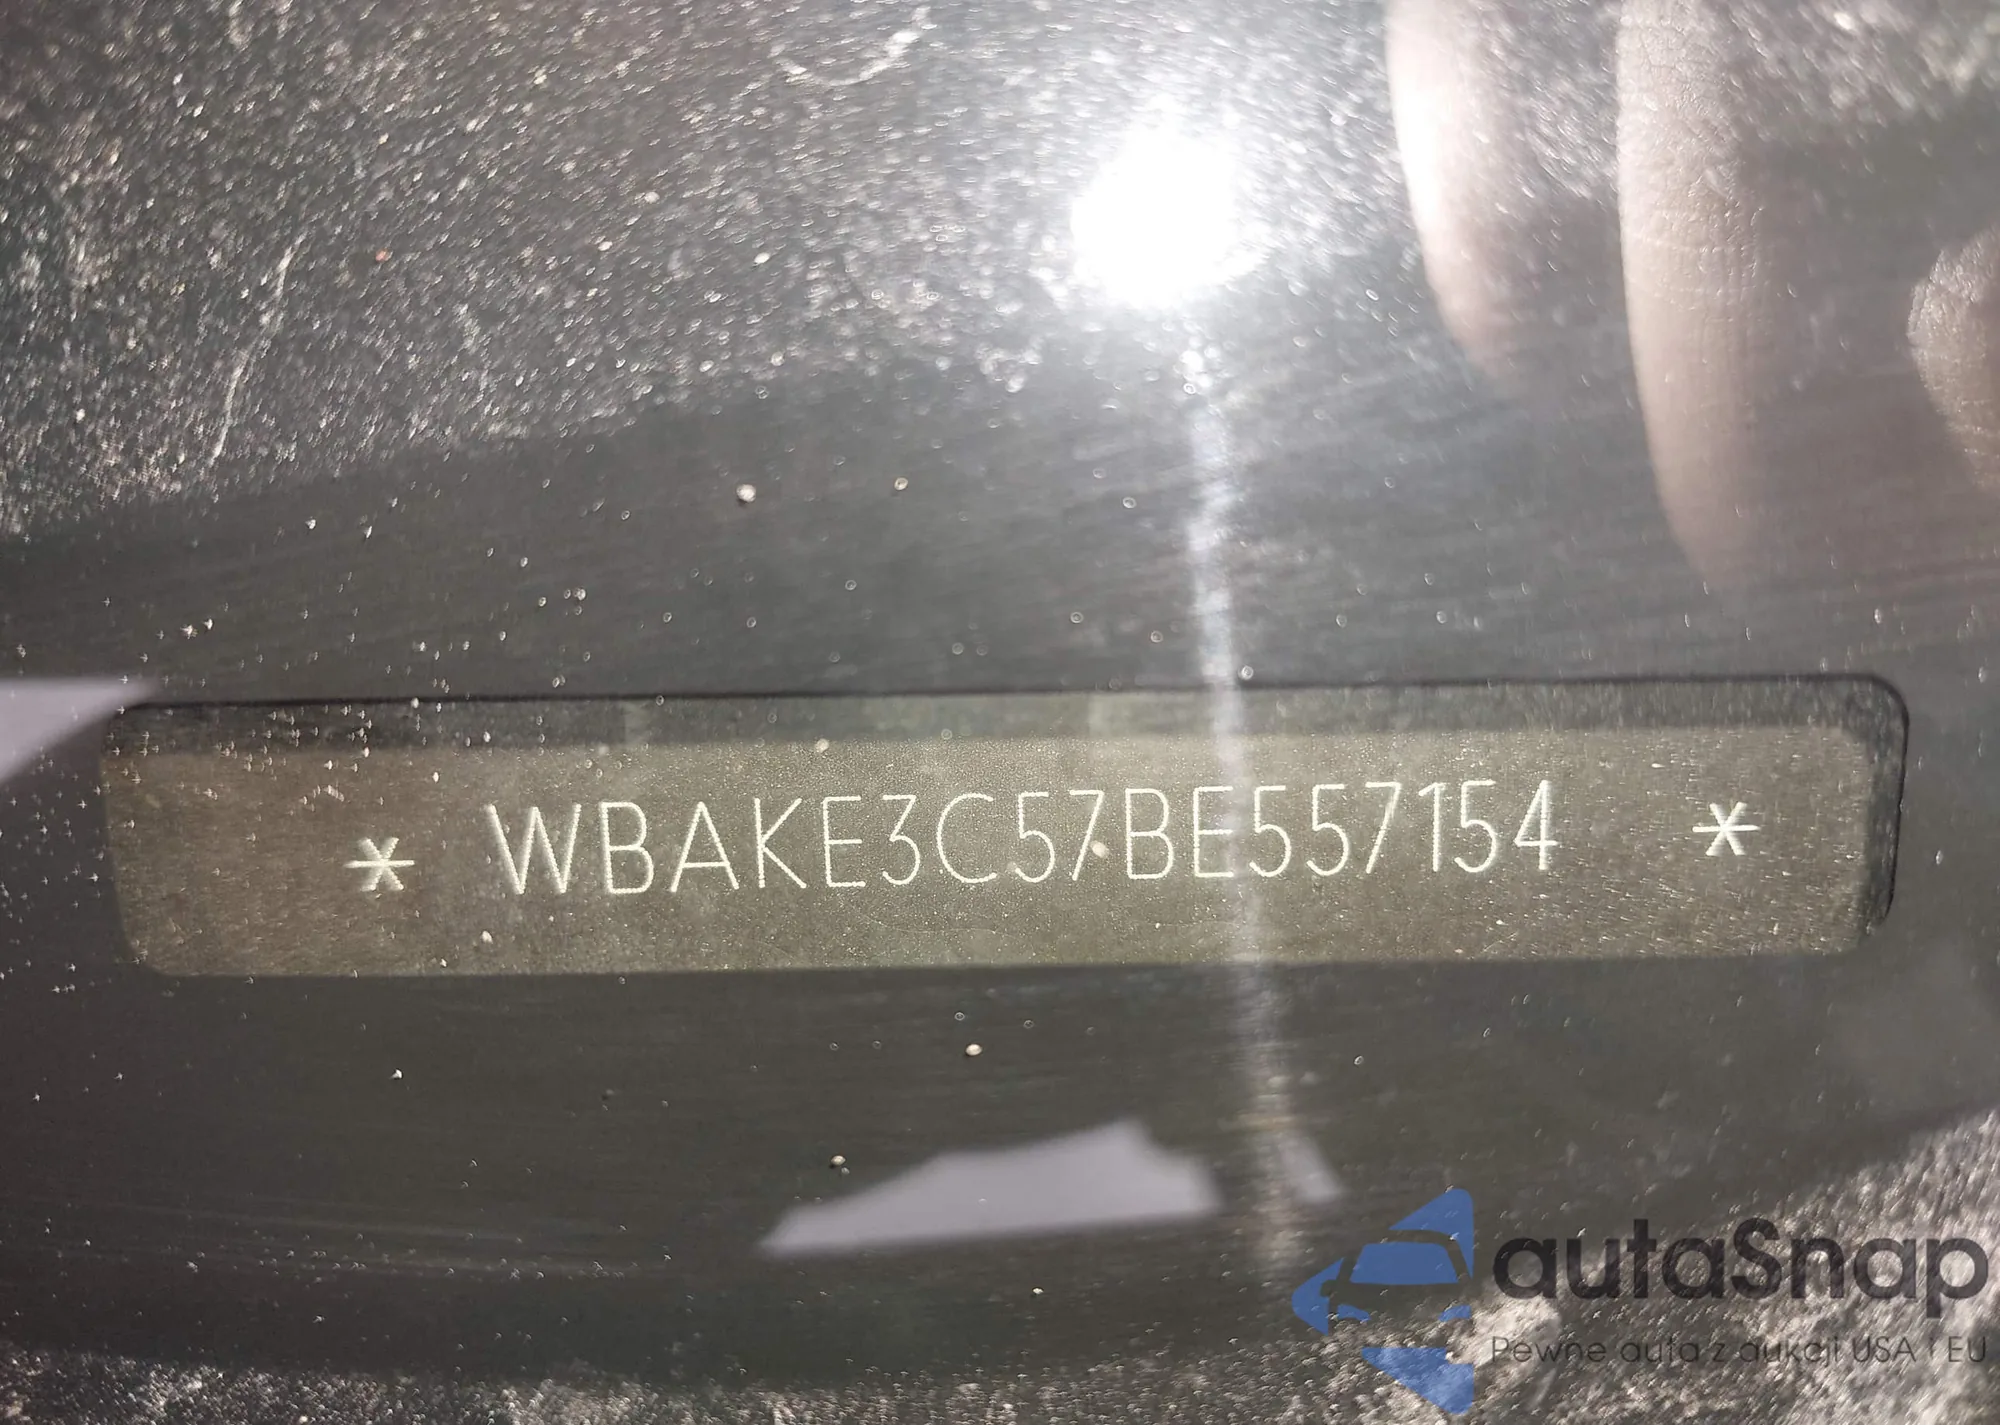 * WBAKE3C57BE557154 *
autaSnap
Pewne auta z aukcji USA i EU